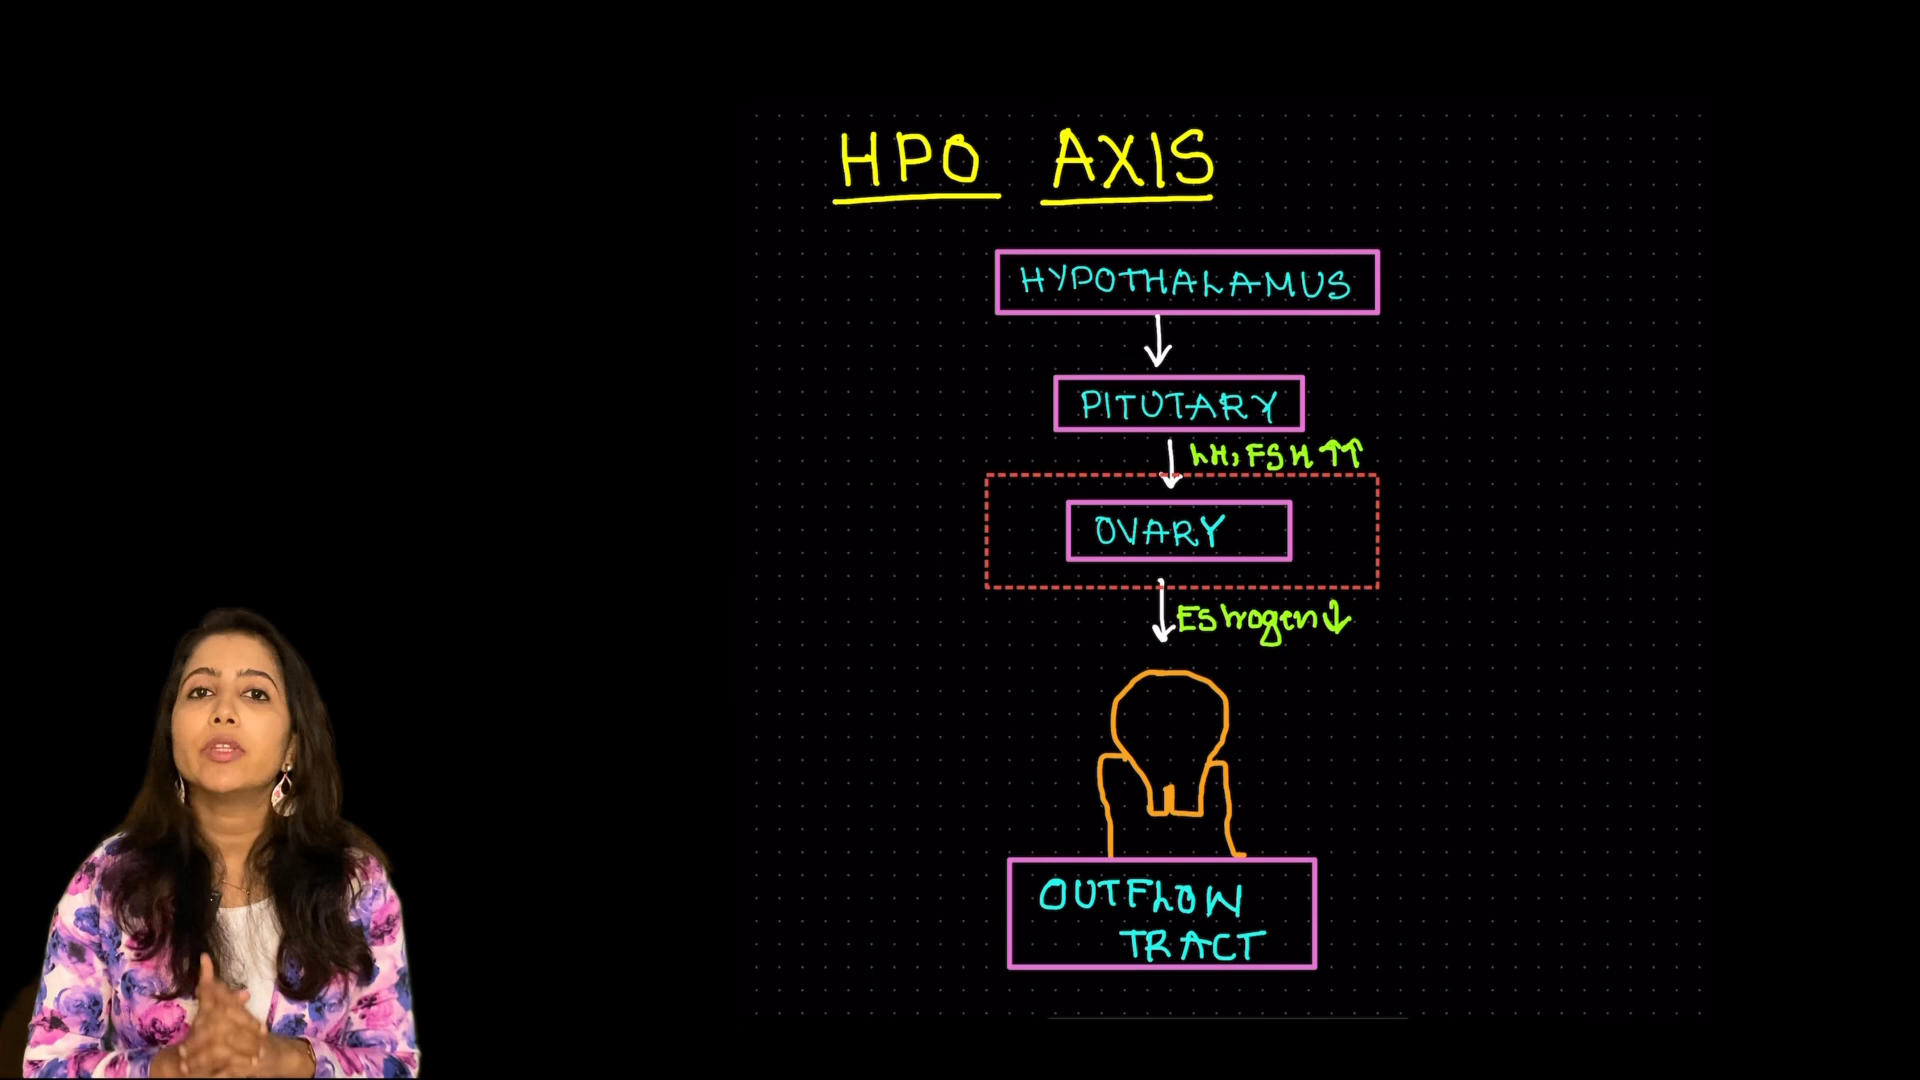 HPO AXIS
HYPOTHALAMUS
PITUTARY
LH, FSH ↑↑
OVARY
Estrogen ↓
OUTFLOW
TRACT